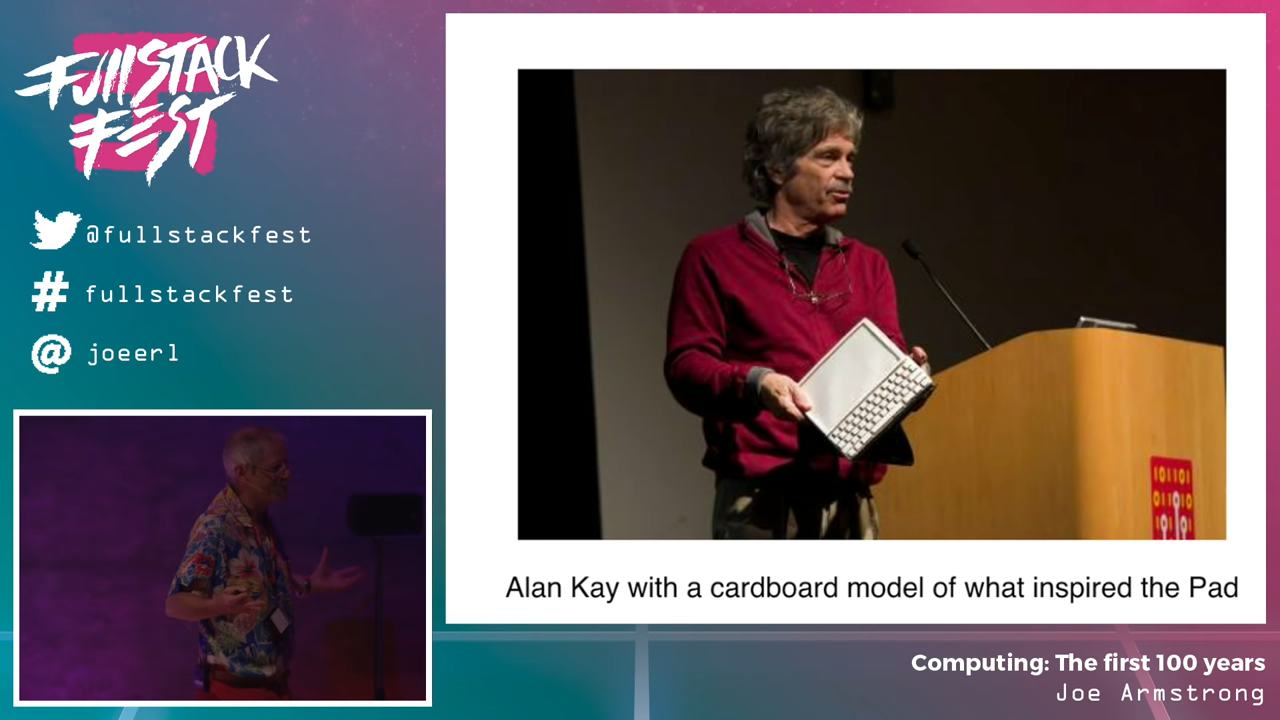 FullStack
Fest
@fullstackfest
# fullstackfest
@ joeerl
Alan Kay with a cardboard model of what inspired the Pad
Computing: The first 100 years
Joe Armstrong